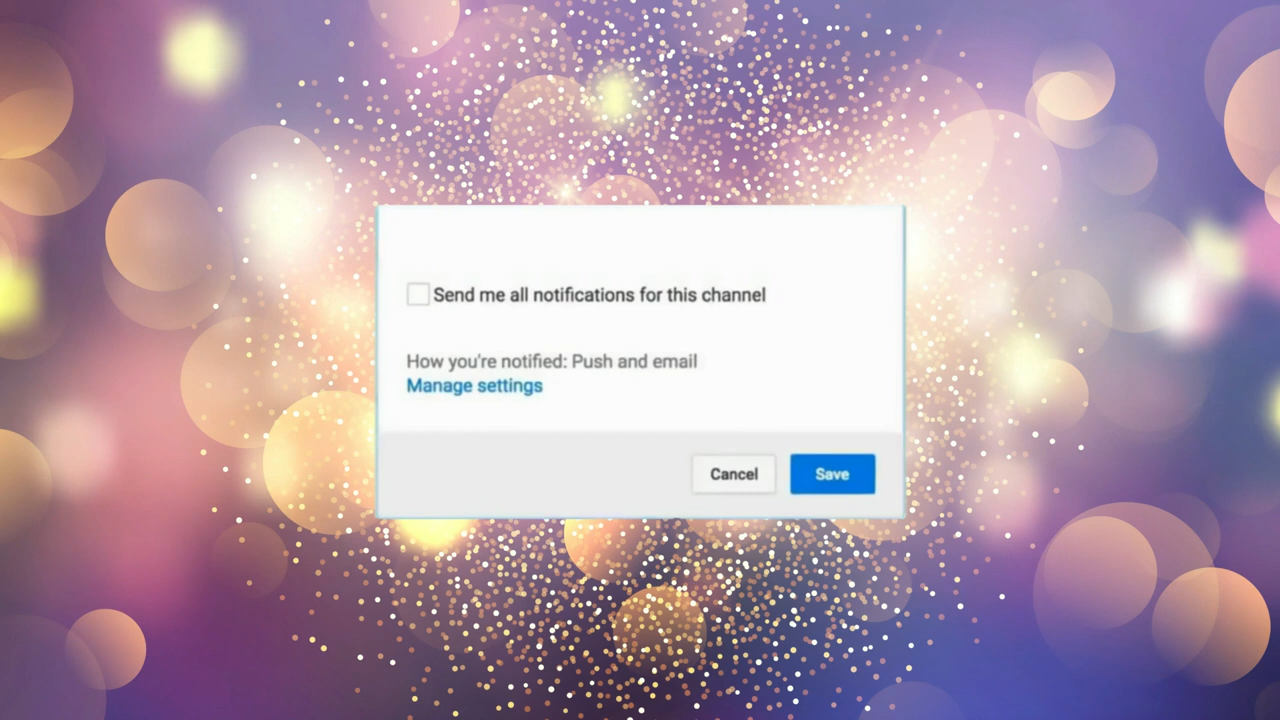 Send me all notifications for this channel
How you're notified: Push and email
Manage settings
Cancel Save